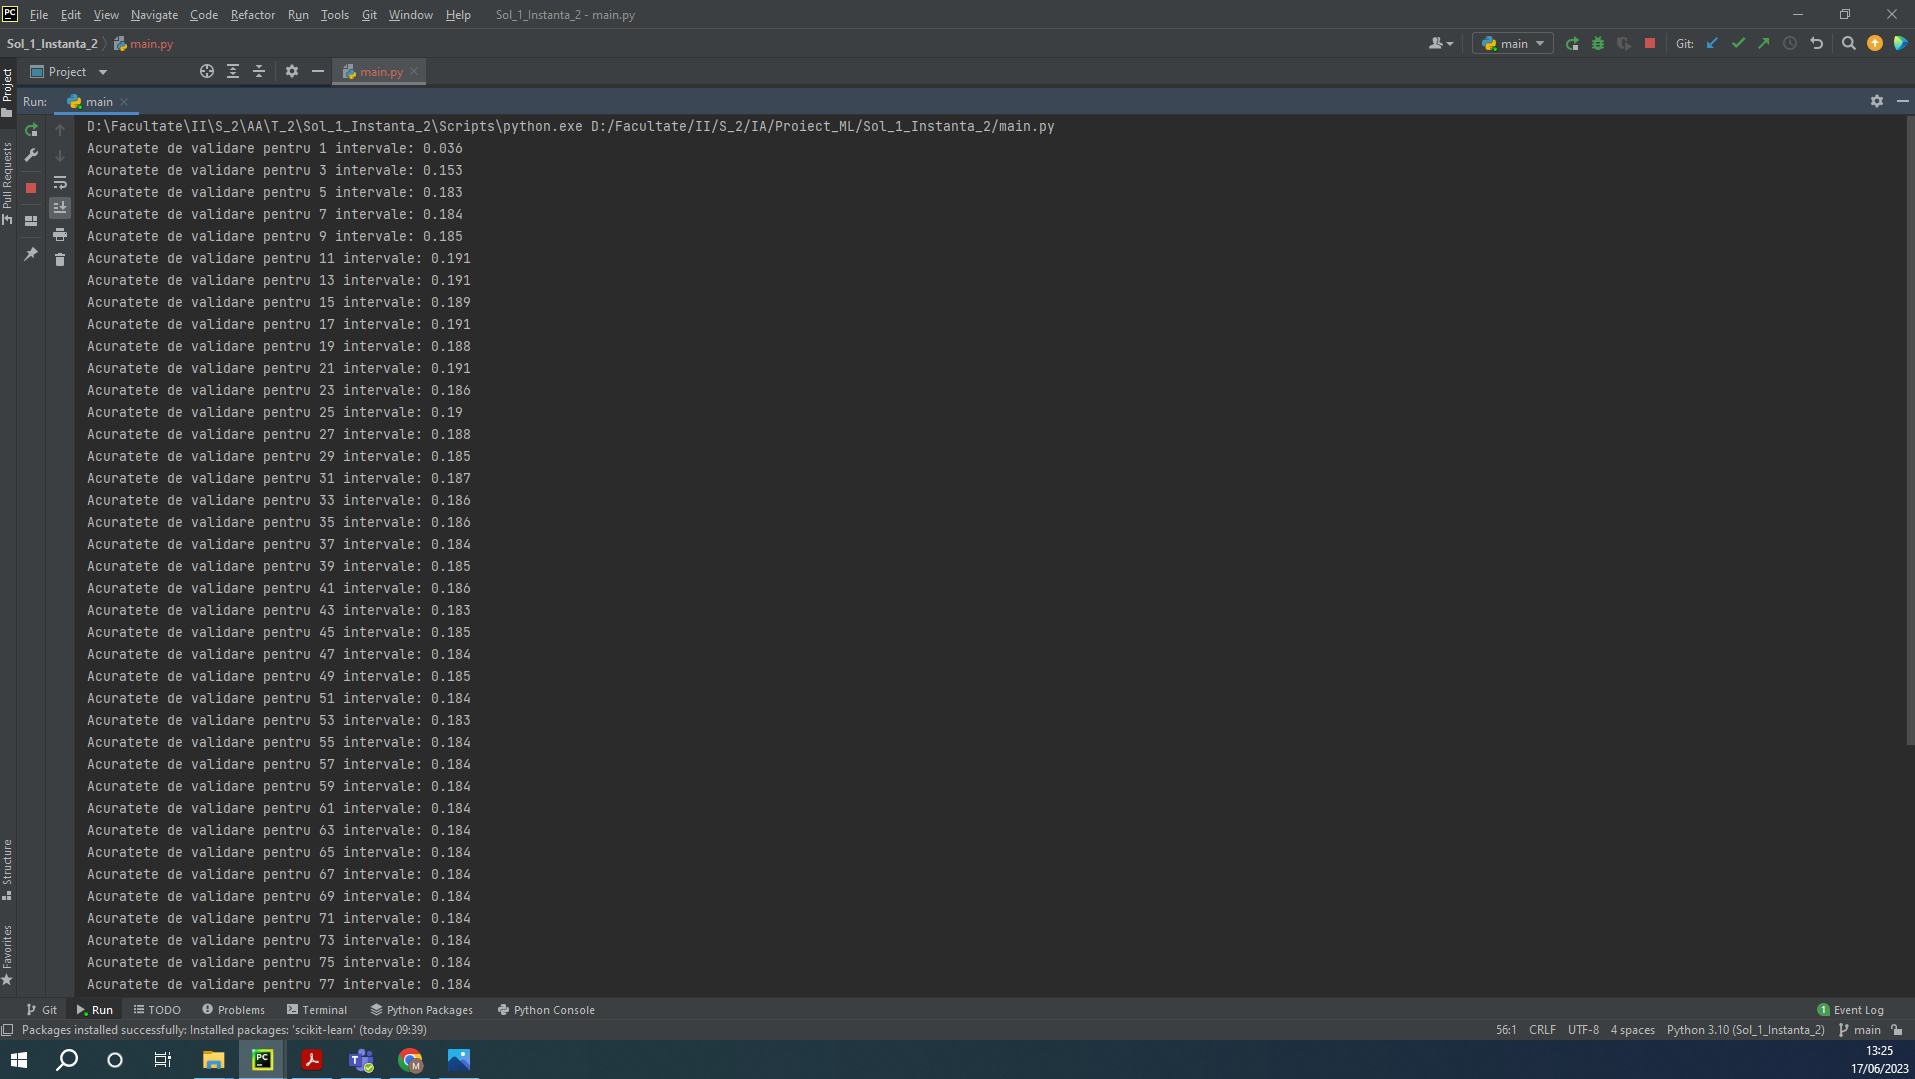 PC File Edit View Navigate Code Refactor Run Tools Git Window Help Sol_1_Instanta_2 - main.py
Sol_1_Instanta_2 main.py main Git:
Project main.py
Run: main
Project
Pull Requests
Structure
Favorites
D:\Facultate\II\S_2\AA\T_2\Sol_1_Instanta_2\Scripts\python.exe D:/Facultate/II/S_2/IA/Proiect_ML/Sol_1_Instanta_2/main.py
Acuratete de validare pentru 1 intervale: 0.036
Acuratete de validare pentru 3 intervale: 0.153
Acuratete de validare pentru 5 intervale: 0.183
Acuratete de validare pentru 7 intervale: 0.184
Acuratete de validare pentru 9 intervale: 0.185
Acuratete de validare pentru 11 intervale: 0.191
Acuratete de validare pentru 13 intervale: 0.191
Acuratete de validare pentru 15 intervale: 0.189
Acuratete de validare pentru 17 intervale: 0.191
Acuratete de validare pentru 19 intervale: 0.188
Acuratete de validare pentru 21 intervale: 0.191
Acuratete de validare pentru 23 intervale: 0.186
Acuratete de validare pentru 25 intervale: 0.19
Acuratete de validare pentru 27 intervale: 0.188
Acuratete de validare pentru 29 intervale: 0.185
Acuratete de validare pentru 31 intervale: 0.187
Acuratete de validare pentru 33 intervale: 0.186
Acuratete de validare pentru 35 intervale: 0.186
Acuratete de validare pentru 37 intervale: 0.184
Acuratete de validare pentru 39 intervale: 0.185
Acuratete de validare pentru 41 intervale: 0.186
Acuratete de validare pentru 43 intervale: 0.183
Acuratete de validare pentru 45 intervale: 0.185
Acuratete de validare pentru 47 intervale: 0.184
Acuratete de validare pentru 49 intervale: 0.185
Acuratete de validare pentru 51 intervale: 0.184
Acuratete de validare pentru 53 intervale: 0.183
Acuratete de validare pentru 55 intervale: 0.184
Acuratete de validare pentru 57 intervale: 0.184
Acuratete de validare pentru 59 intervale: 0.184
Acuratete de validare pentru 61 intervale: 0.184
Acuratete de validare pentru 63 intervale: 0.184
Acuratete de validare pentru 65 intervale: 0.184
Acuratete de validare pentru 67 intervale: 0.184
Acuratete de validare pentru 69 intervale: 0.184
Acuratete de validare pentru 71 intervale: 0.184
Acuratete de validare pentru 73 intervale: 0.184
Acuratete de validare pentru 75 intervale: 0.184
Acuratete de validare pentru 77 intervale: 0.184
Git Run TODO Problems Terminal Python Packages Python Console 1 Event Log
Packages installed successfully: Installed packages: 'scikit-learn' (today 09:39) 56:1 CRLF UTF-8 4 spaces Python 3.10 (Sol_1_Instanta_2) main
PC T M 13:25
17/06/2023